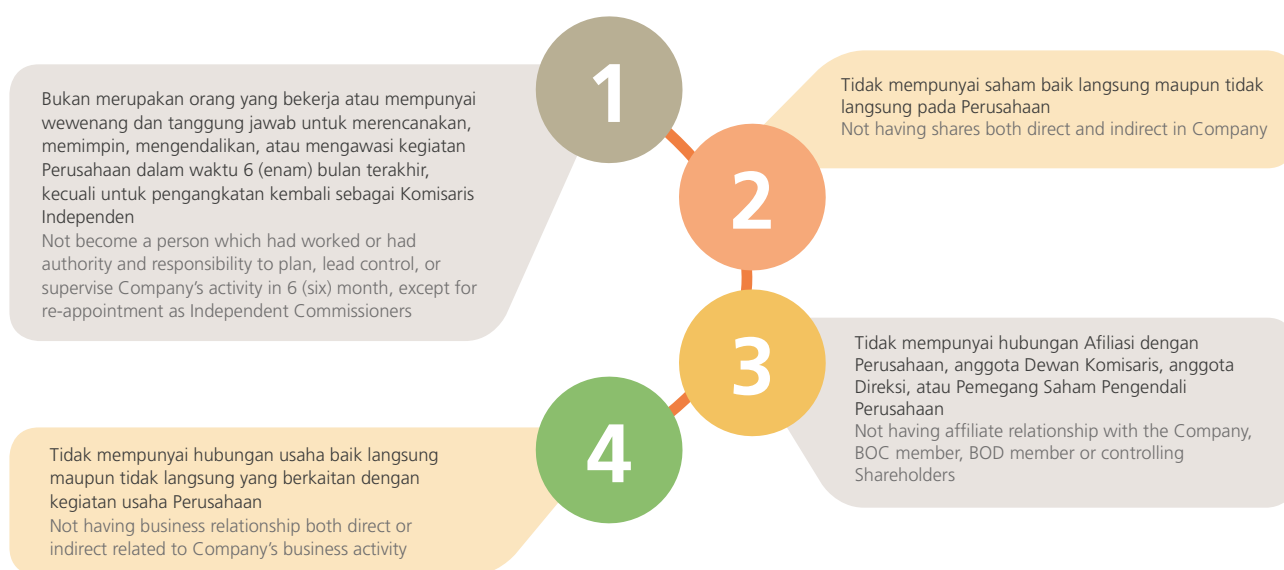 1
Bukan merupakan orang yang bekerja atau mempunyai
wewenang dan tanggung jawab untuk merencanakan,
memimpin, mengendalikan, atau mengawasi kegiatan
Perusahaan dalam waktu 6 (enam) bulan terakhir,
kecuali untuk pengangkatan kembali sebagai Komisaris
Independen
Not become a person which had worked or had
authority and responsibility to plan, lead control, or
supervise Company’s activity in 6 (six) month, except for
re-appointment as Independent Commissioners
2
Tidak mempunyai saham baik langsung maupun tidak
langsung pada Perusahaan
Not having shares both direct and indirect in Company
3
Tidak mempunyai hubungan Afiliasi dengan
Perusahaan, anggota Dewan Komisaris, anggota
Direksi, atau Pemegang Saham Pengendali
Perusahaan
Not having affiliate relationship with the Company,
BOC member, BOD member or controlling
Shareholders
4
Tidak mempunyai hubungan usaha baik langsung
maupun tidak langsung yang berkaitan dengan
kegiatan usaha Perusahaan
Not having business relationship both direct or
indirect related to Company’s business activity